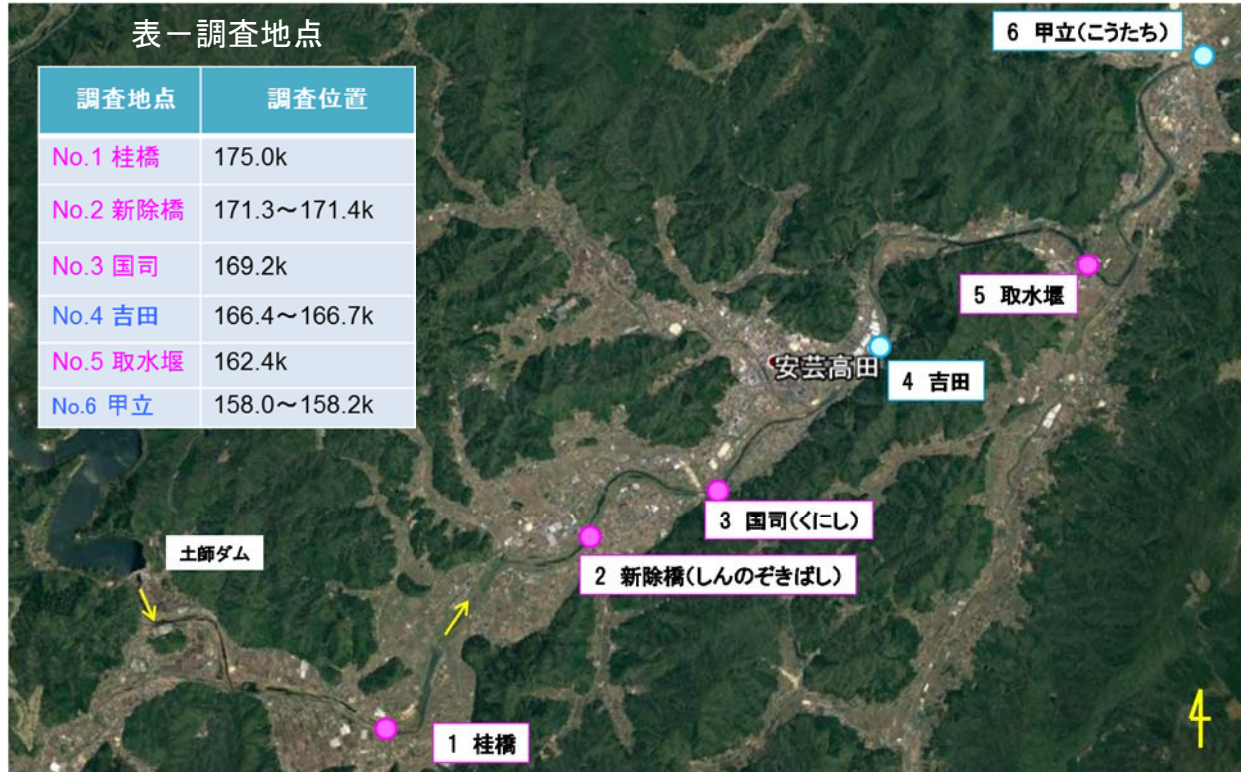 表－調査地点
調査地点 調査位置
No.1 桂橋 175.0k
No.2 新除橋 171.3～171.4k
No.3 国司 169.2k
No.4 吉田 166.4～166.7k
No.5 取水堰 162.4k
No.6 甲立 158.0～158.2k
6 甲立(こうたち)
5 取水堰
安芸高田
4 吉田
3 国司(くにし)
2 新除橋(しんのぞきばし)
土師ダム
1 桂橋